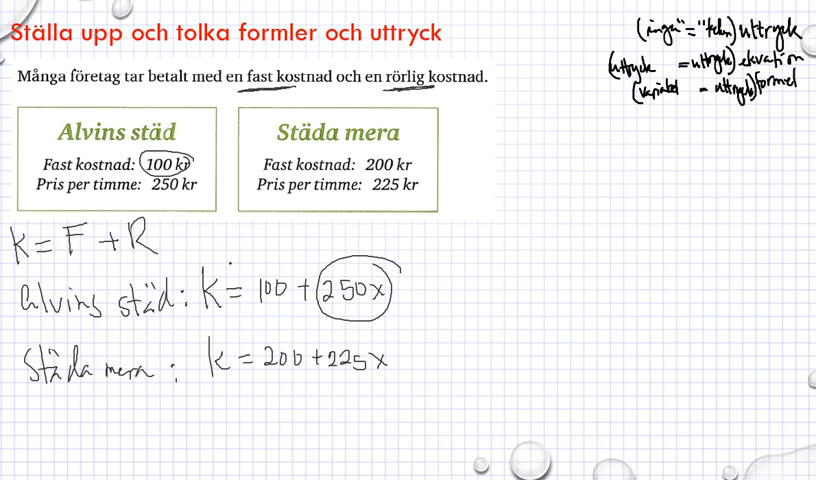 Ställa upp och tolka formler och uttryck
(inga "=" tecken) uttryck
(uttryck = uttryck) ekvation
(variabel = uttryck) formel
Många företag tar betalt med en fast kostnad och en rörlig kostnad.
Alvins städ
Fast kostnad: 100 kr
Pris per timme: 250 kr
Städa mera
Fast kostnad: 200 kr
Pris per timme: 225 kr
K = F + R
Alvins städ: K = 100 + 250x
Städa mera: K = 200 + 225x